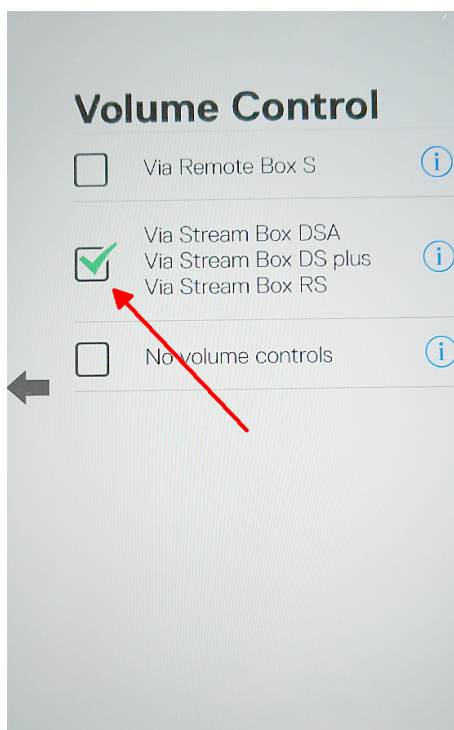 Volume Control
Via Remote Box S
Via Stream Box DSA
Via Stream Box DS plus
Via Stream Box RS
No volume controls